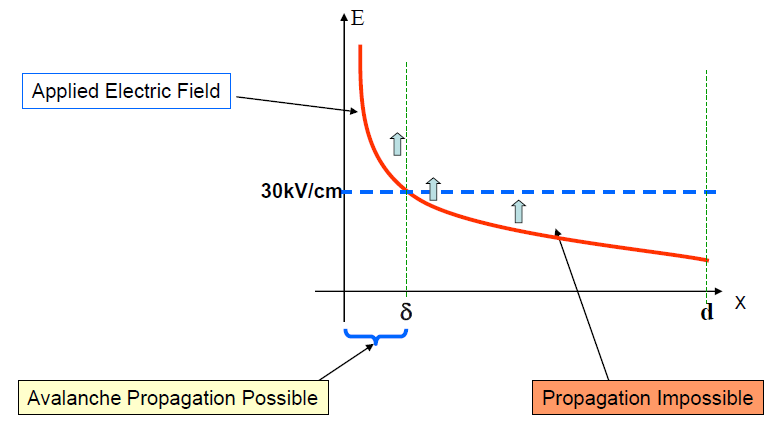 E
Applied Electric Field
30kV/cm
δ
d
X
Avalanche Propagation Possible
Propagation Impossible